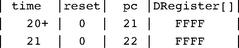 time |reset| pc |DRegister[]|
20+ | 0 | 21 | FFFF
21 | 0 | 22 | FFFF